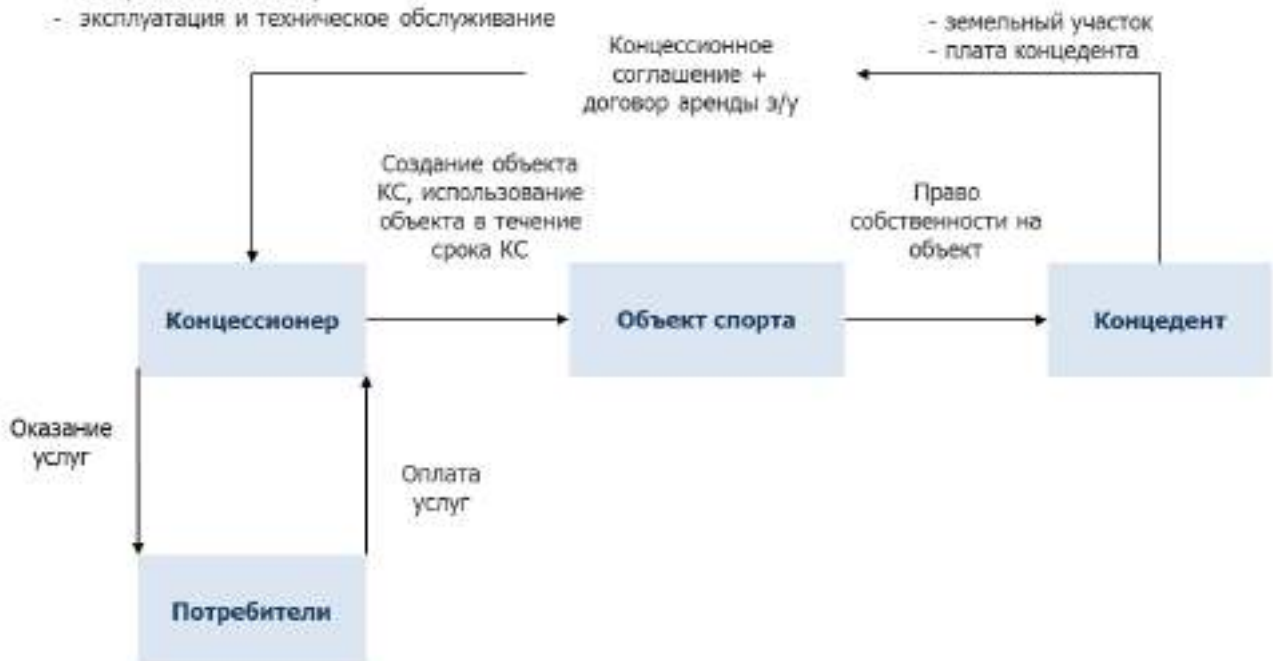 - эксплуатация и техническое обслуживание
- земельный участок
- плата концедента
Концессионное
соглашение +
договор аренды з/у
Создание объекта
КС, использование
объекта в течение
срока КС
Право
собственности на
объект
Концессионер
Объект спорта
Концедент
Оказание
услуг
Оплата
услуг
Потребители